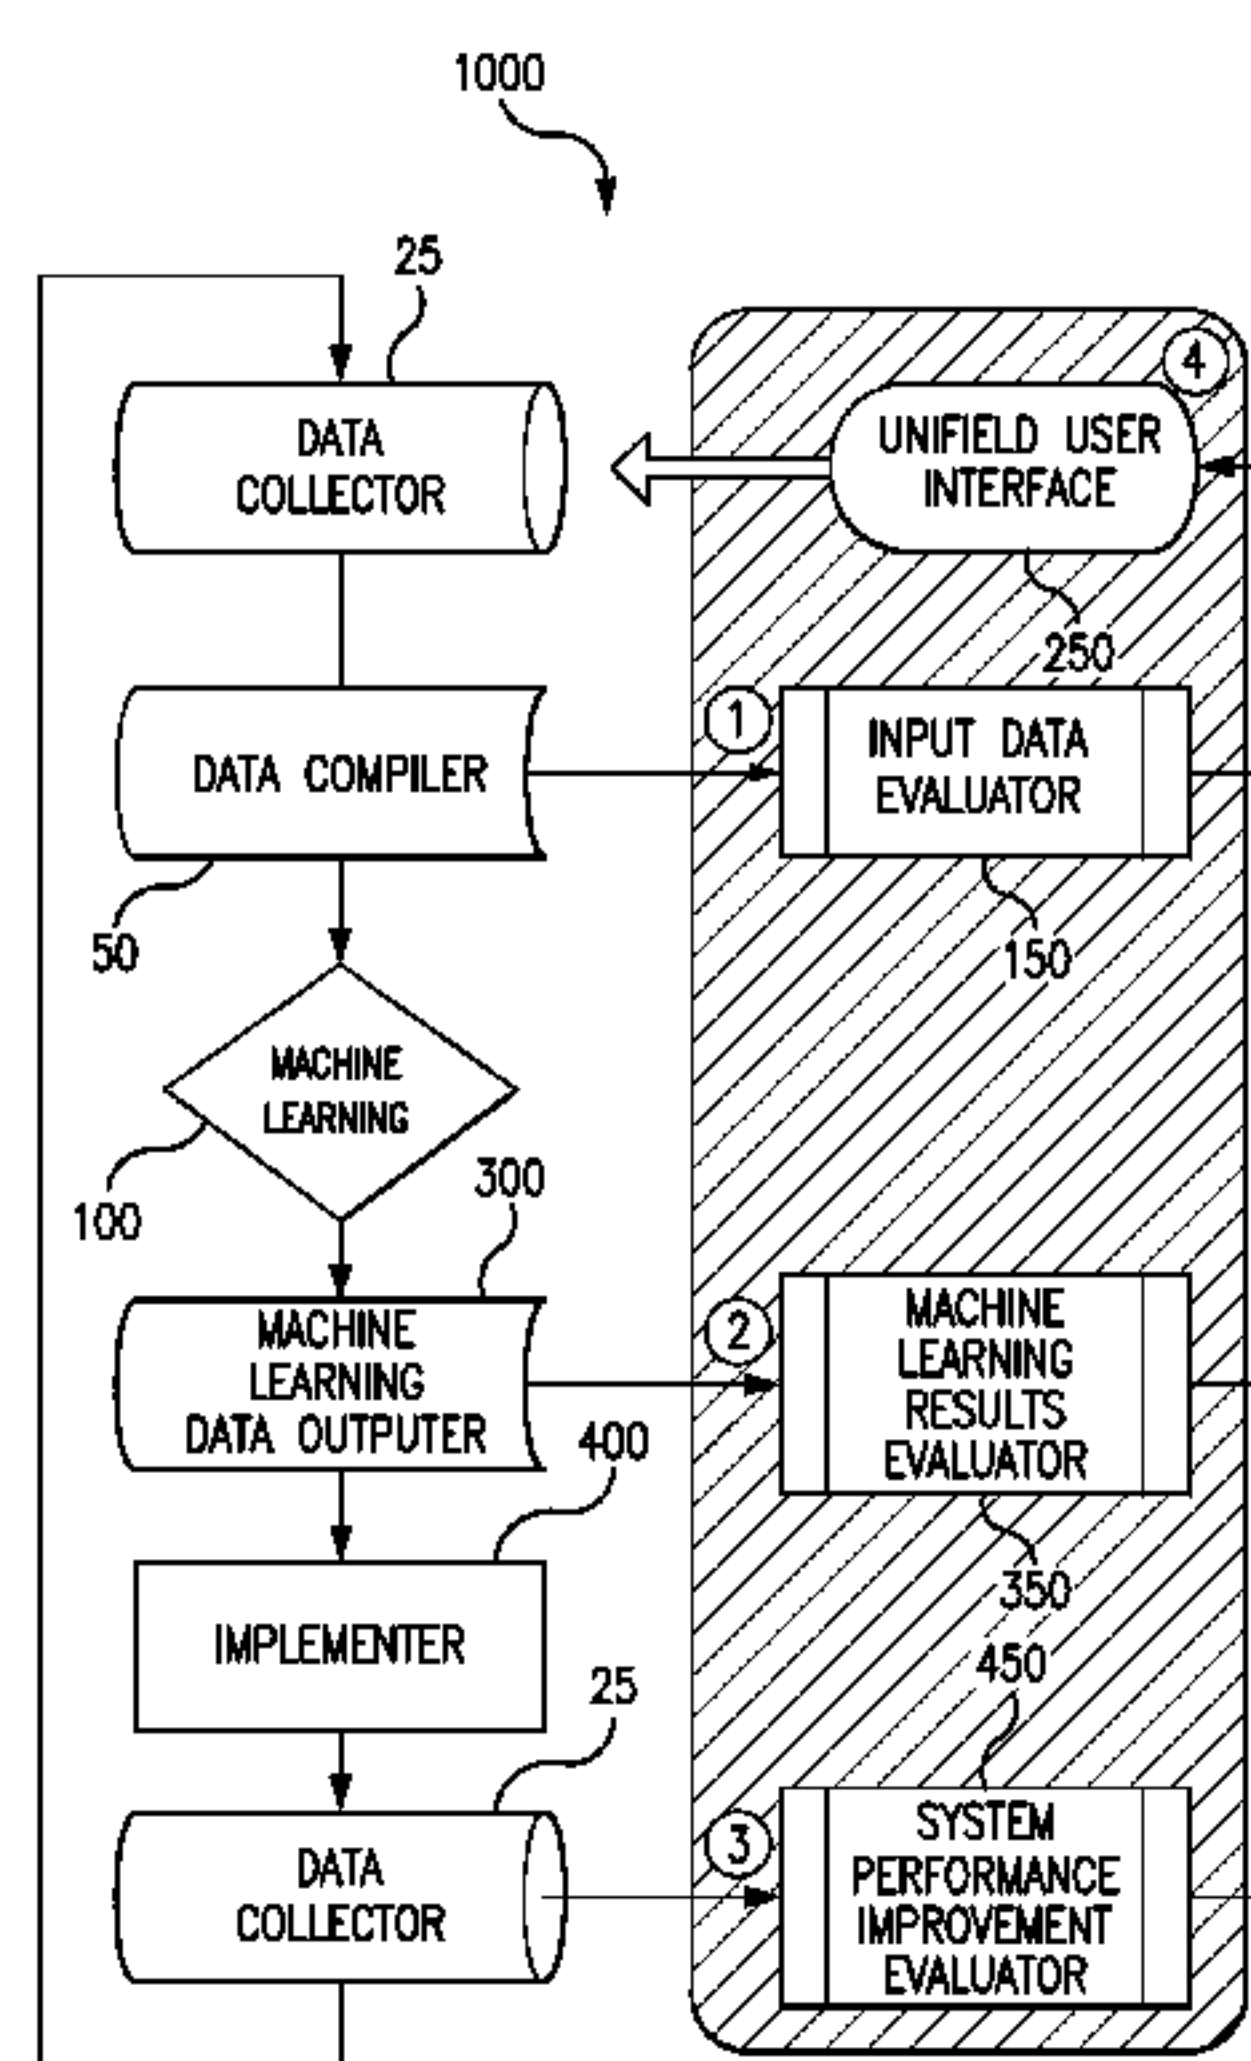 1000
25
DATA
COLLECTOR
4
UNIFIELD USER
INTERFACE
250
DATA COMPILER
50
1
INPUT DATA
EVALUATOR
150
MACHINE
LEARNING
100
300
MACHINE
LEARNING
DATA OUTPUTER
2
MACHINE
LEARNING
RESULTS
EVALUATOR
350
400
IMPLEMENTER
25
DATA
COLLECTOR
450
3
SYSTEM
PERFORMANCE
IMPROVEMENT
EVALUATOR